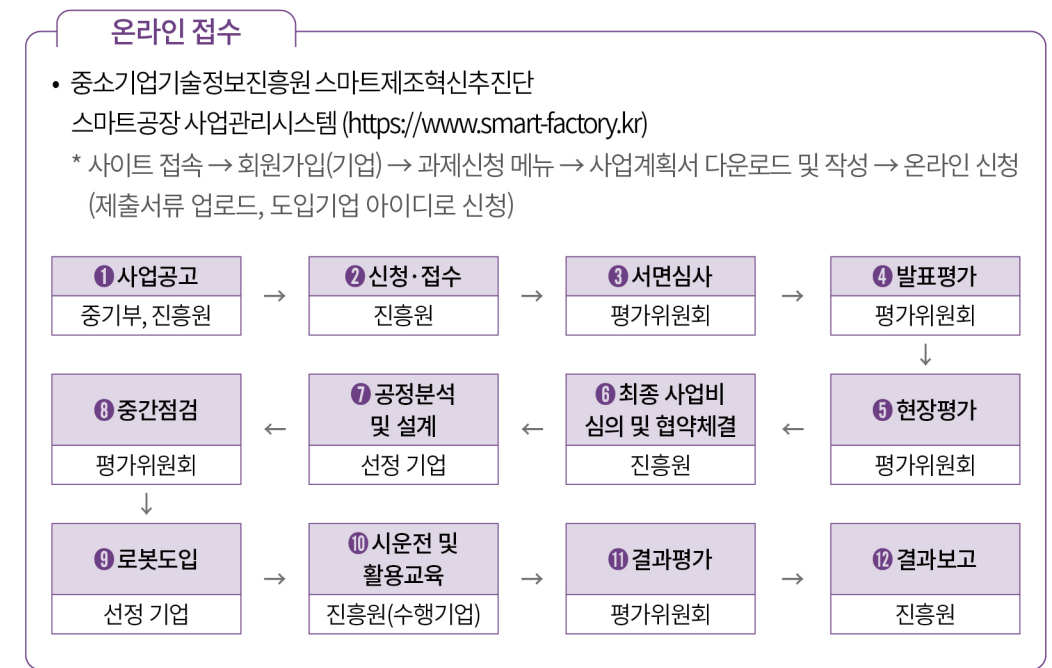 온라인 접수
• 중소기업기술정보진흥원 스마트제조혁신추진단
스마트공장 사업관리시스템 (https://www.smart-factory.kr)
* 사이트 접속 → 회원가입(기업) → 과제신청 메뉴 → 사업계획서 다운로드 및 작성 → 온라인 신청
(제출서류 업로드, 도입기업 아이디로 신청)
❶ 사업공고
중기부, 진흥원
→
❷ 신청·접수
진흥원
→
❸ 서면심사
평가위원회
→
❹ 발표평가
평가위원회
↓
❺ 현장평가
평가위원회
←
❻ 최종 사업비
심의 및 협약체결
진흥원
←
❼ 공정분석
및 설계
선정 기업
←
❽ 중간점검
평가위원회
↓
❾ 로봇도입
선정 기업
→
❿ 시운전 및
활용교육
진흥원(수행기업)
→
⓫ 결과평가
평가위원회
→
⓬ 결과보고
진흥원